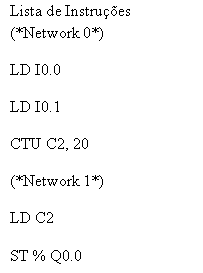 Lista de Instruções
(*Network 0*)
LD I0.0
LD I0.1
CTU C2, 20
(*Network 1*)
LD C2
ST % Q0.0